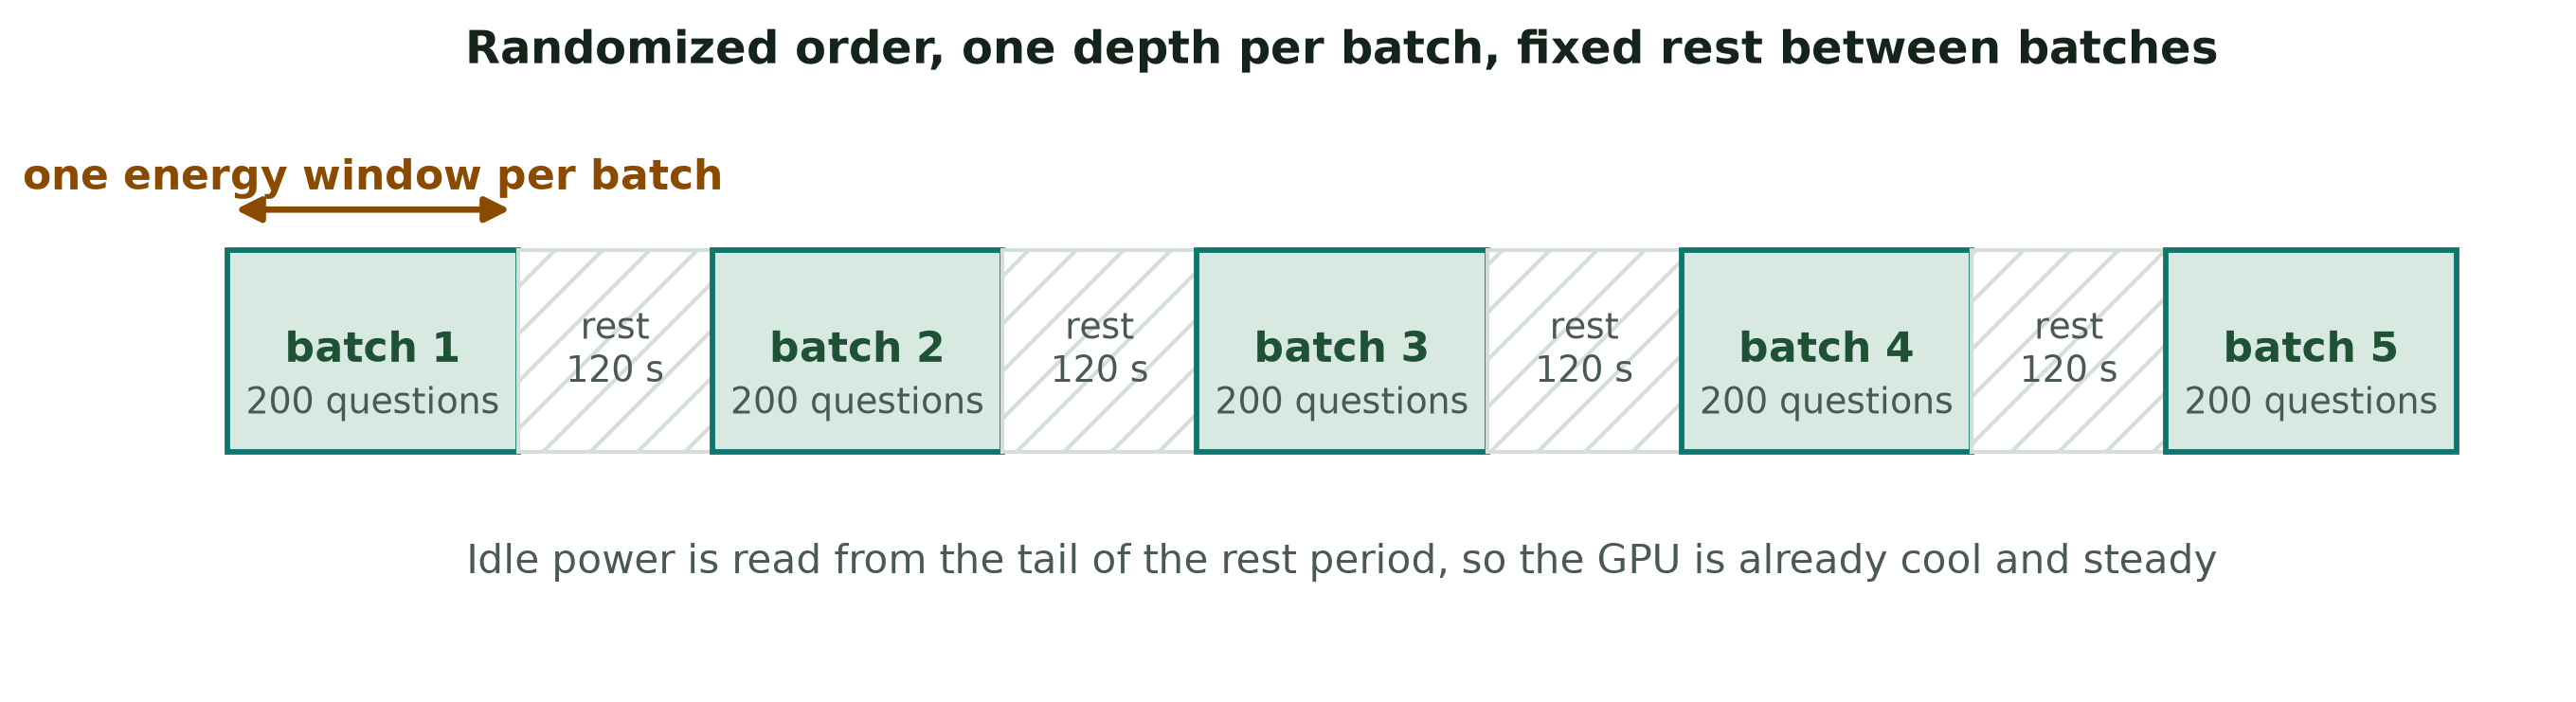 Randomized order, one depth per batch, fixed rest between batches
one energy window per batch
batch 1
200 questions
rest
120 s
batch 2
200 questions
rest
120 s
batch 3
200 questions
rest
120 s
batch 4
200 questions
rest
120 s
batch 5
200 questions
Idle power is read from the tail of the rest period, so the GPU is already cool and steady